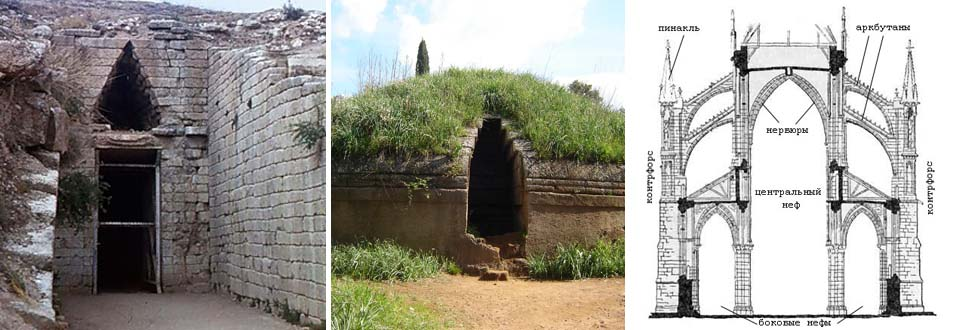 пинакль
аркбутаны
нервюры
контрфорс
центральный
неф
контрфорс
боковые нефы